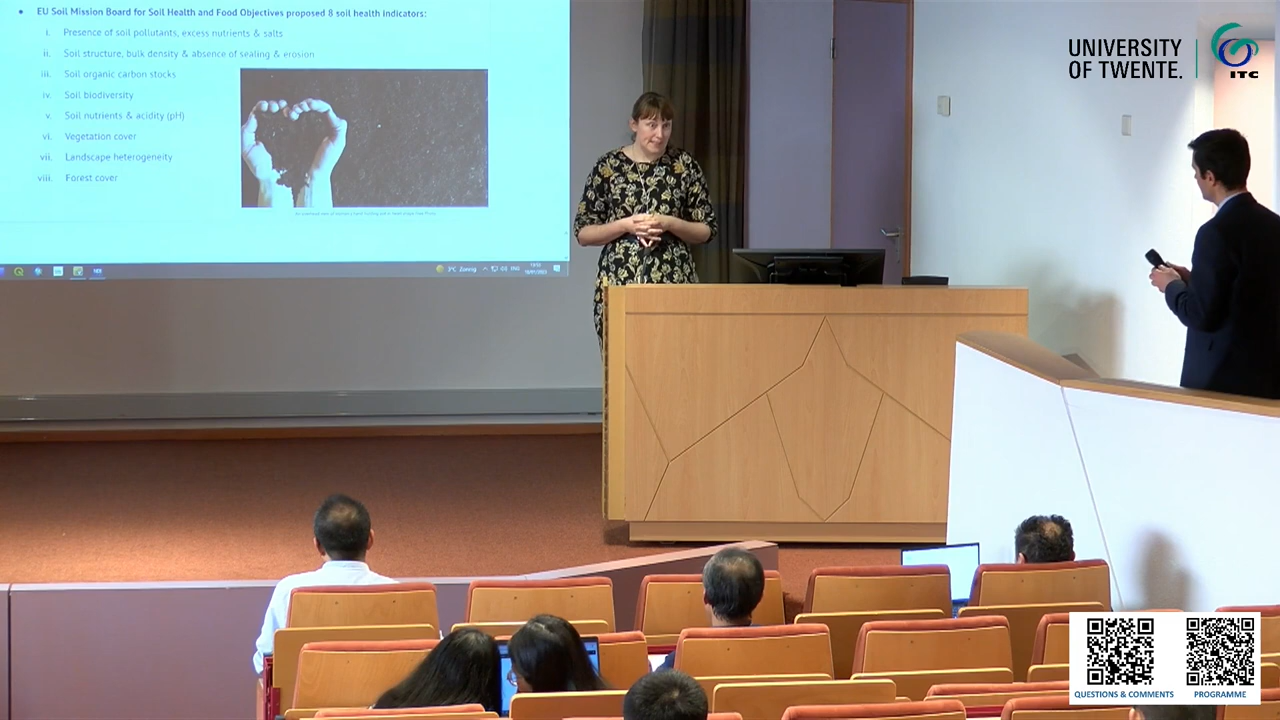 • EU Soil Mission Board for Soil Health and Food Objectives proposed 8 soil health indicators:
i. Presence of soil pollutants, excess nutrients & salts
ii. Soil structure, bulk density & absence of sealing & erosion
iii. Soil organic carbon stocks
iv. Soil biodiversity
v. Soil nutrients & acidity (pH)
vi. Vegetation cover
vii. Landscape heterogeneity
viii. Forest cover
3°C Zonnig
ENG
UNIVERSITY
OF TWENTE.
ITC
QUESTIONS & COMMENTS
PROGRAMME